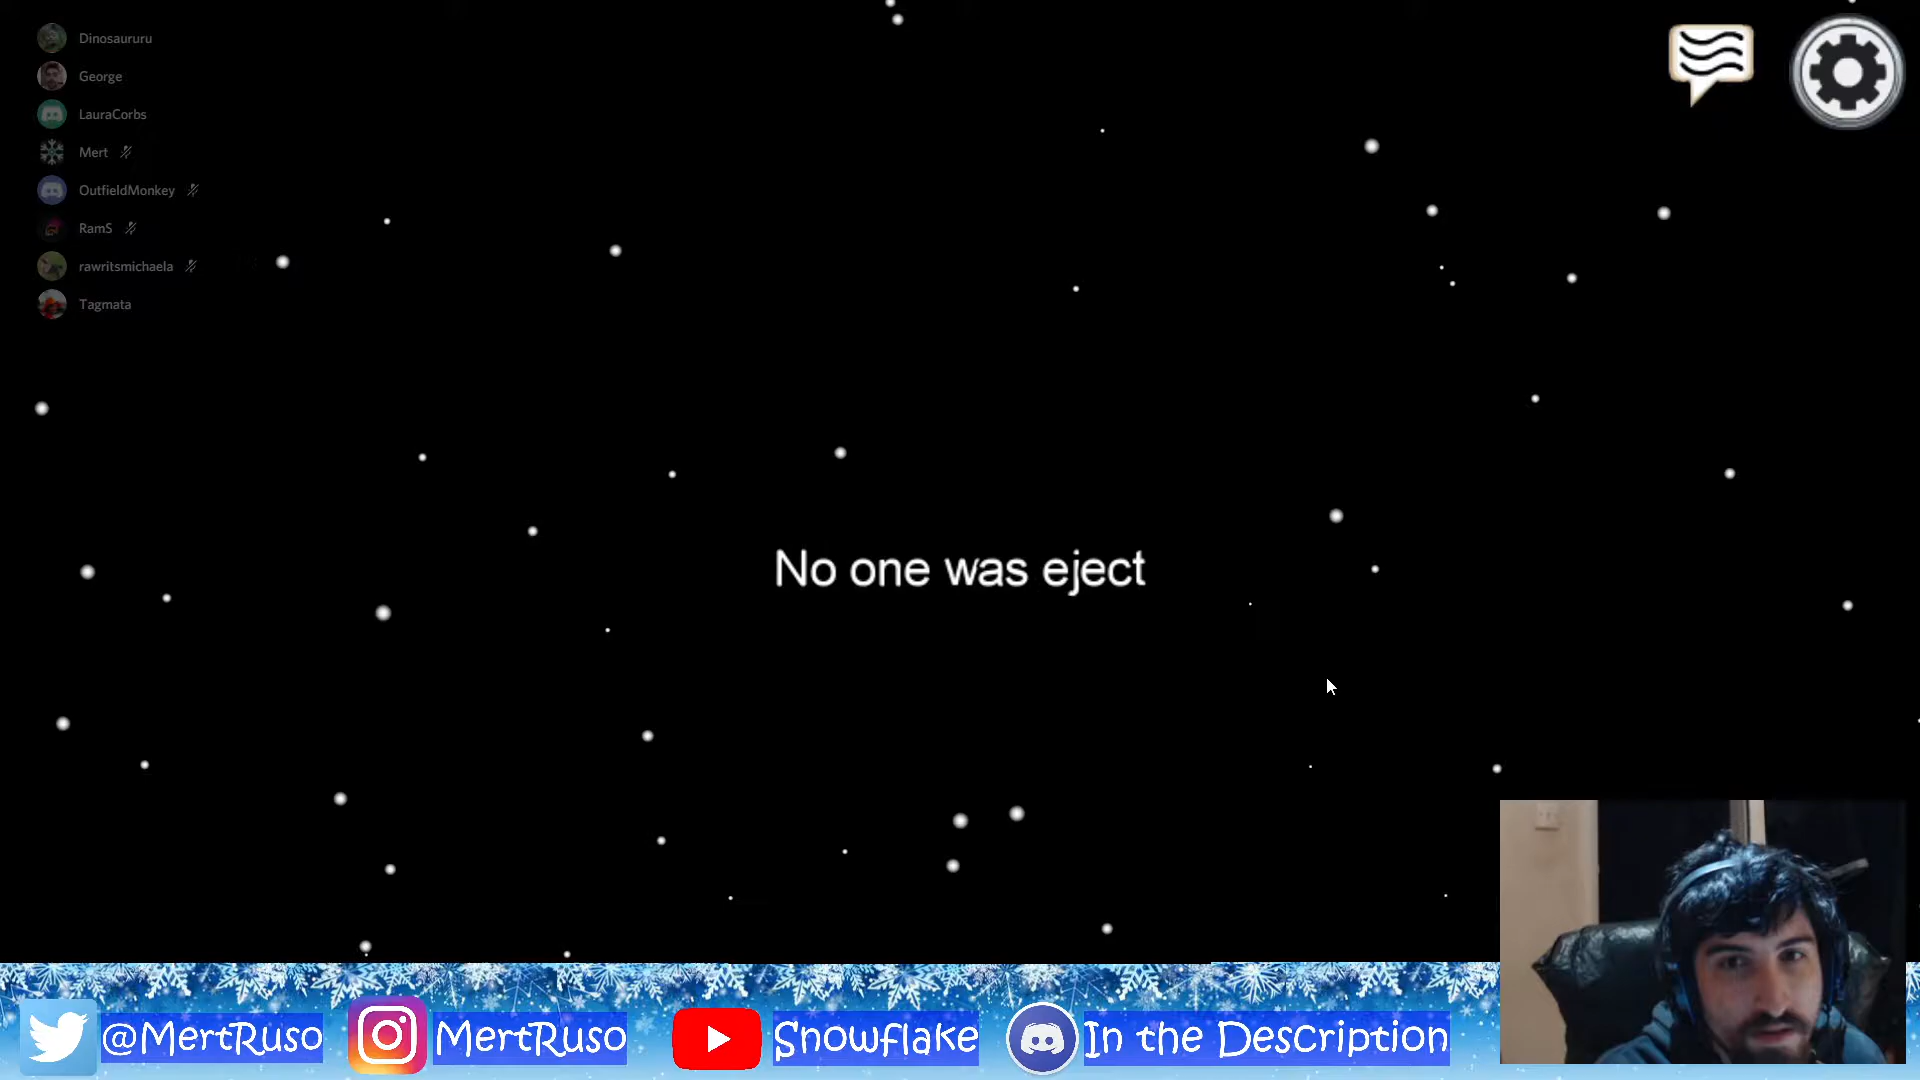 Dinosaururu
George
LauraCorbs
Mert
OutfieldMonkey
RamS
rawritsmichaela
Tagmata
No one was eject
@MertRuso
MertRuso
Snowflake
In the Description